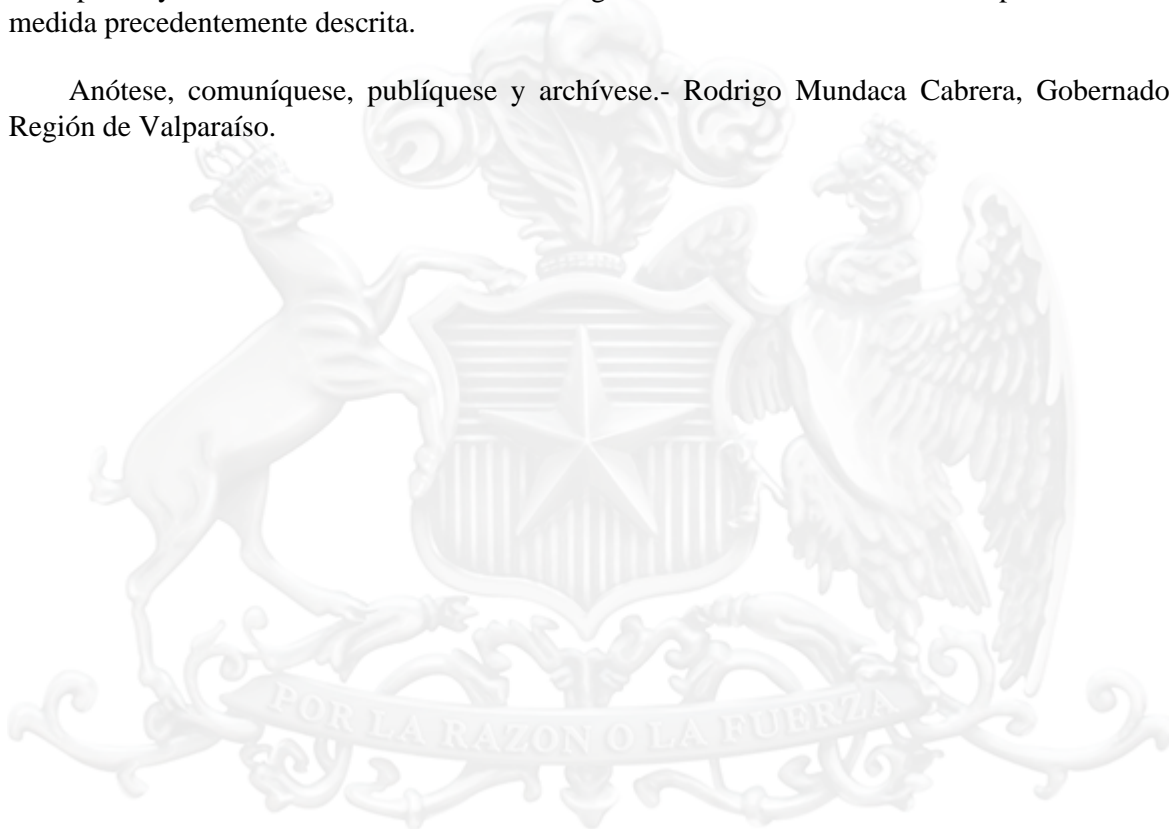 medida precedentemente descrita.
Anótese, comuníquese, publíquese y archívese.- Rodrigo Mundaca Cabrera, Gobernado
Región de Valparaíso.
POR LA RAZON O LA FUERZA